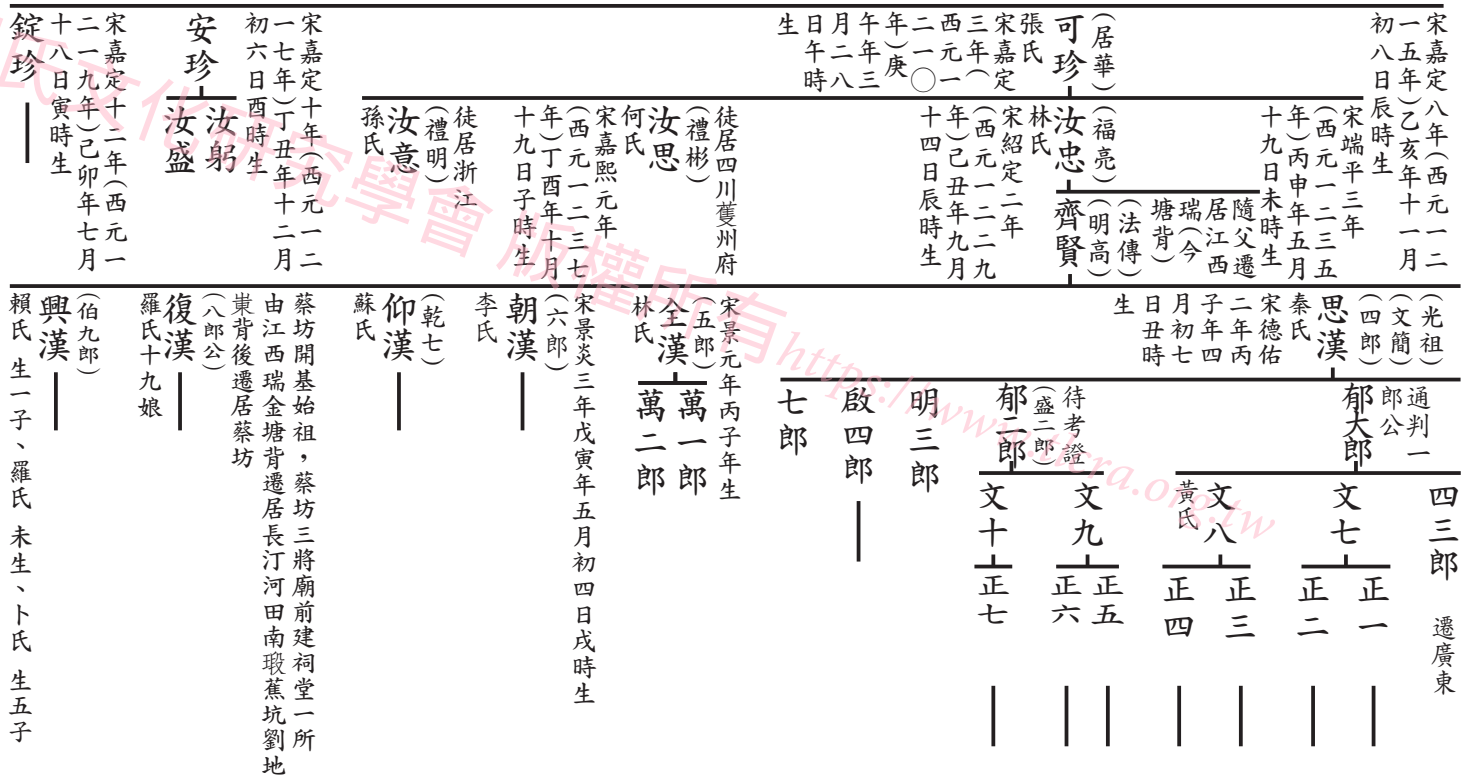 宋嘉定八年(西元一二
一五年)乙亥年十一月
初八日辰時生
(居華)
可珍
張氏
宋嘉定
三年(
西元一
二一〇
年)庚
午年三
月二八
日午時
生
宋嘉定十年(西元一二
一七年)丁丑年十二月
初六日酉時生
安珍
宋嘉定十二年(西元一
二一九年)己卯年七月
十八日寅時生
錠珍
宋端平三年
(西元一二三五
年)丙申年五月
十九日未時生
(福亮)
汝忠
林氏
宋紹定二年
(西元一二二九
年)己丑年九月
十四日辰時生
隨父遷
居江西
瑞(今
塘背)
(法傳)
(明高)
齊賢
徒居四川蔓州府
(禮彬)
汝思
何氏
宋嘉熙元年
(西元一二三七
年)丁酉年十月
十九日子時生
徒居浙江
(禮明)
汝意
孫氏
汝躬
汝盛
(光祖)
(文簡)
(四郎)
思漢
秦氏
宋德佑
二年丙
子年四
月初七
日丑時
生
宋景元年丙子年生
(五郎)
全漢
林氏
萬一郎
萬二郎
宋景炎三年戊寅年五月初四日戌時生
(六郎)
朝漢
李氏
(乾七)
仰漢
蘇氏
蔡坊開基始祖，蔡坊三將廟前建祠堂一所
由江西瑞金塘背遷居長汀河田南瑖蕉坑劉地
背後遷居蔡坊
(八郎公)
復漢
羅氏十九娘
(伯九郎)
興漢
賴氏 生一子、羅氏 未生、卜氏 生五子
通判一
郎公
郁大郎
待考證
(盛二郎)
郁二郎
明三郎
啟四郎
七郎
四三郎 遷廣東
文七
文八
黃氏
文九
文十
正一
正二
正三
正四
正五
正六
正七
氏文化研究學會 版權所有https://www.tlcra.org.tw